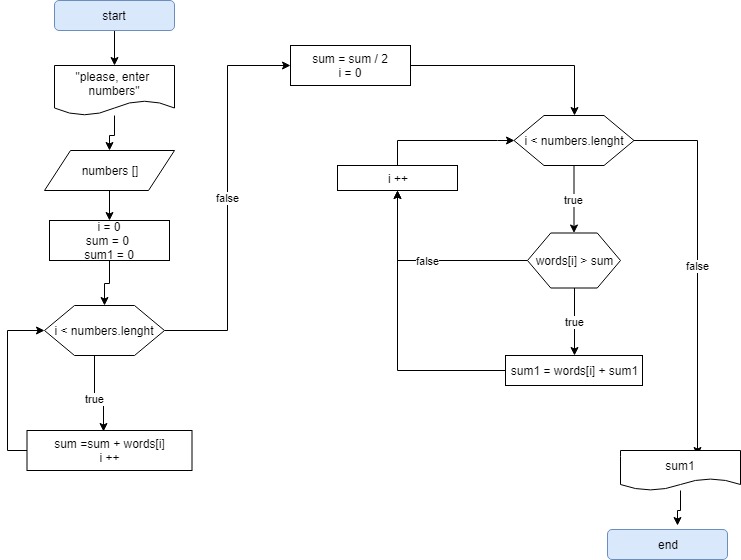 start
"please, enter
numbers"
numbers []
i = 0
sum = 0
sum1 = 0
i < numbers.lenght
true
sum =sum + words[i]
i ++
false
sum = sum / 2
i = 0
i < numbers.lenght
i ++
true
false
words[i] > sum
true
sum1 = words[i] + sum1
false
sum1
end